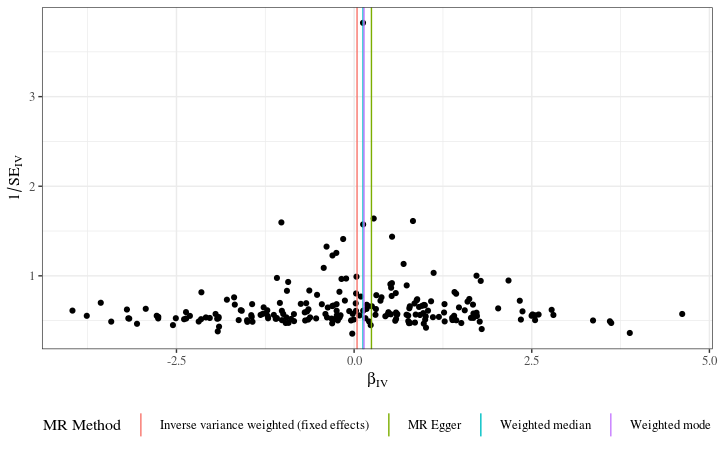 3
2
1
1/SE_IV
-2.5
0.0
2.5
5.0
β_IV
MR Method
Inverse variance weighted (fixed effects)
MR Egger
Weighted median
Weighted mode